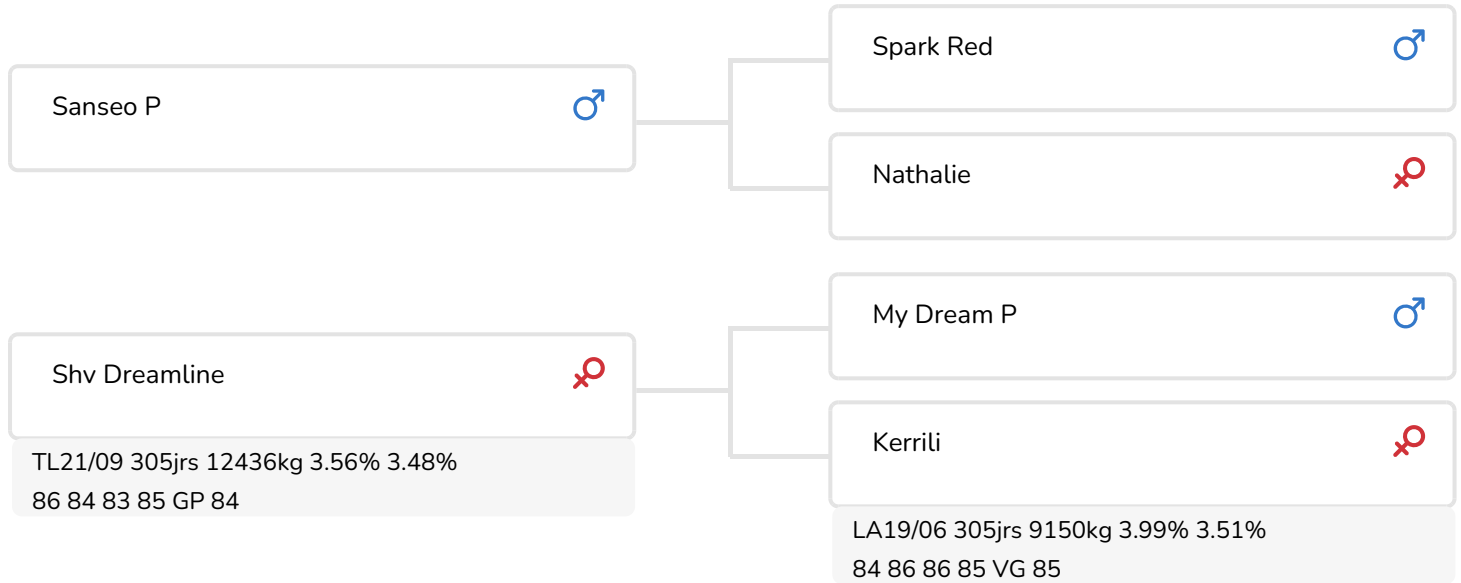 Spark Red
Sanseo P
Nathalie
My Dream P
Shv Dreamline
TL21/09 305jrs 12436kg 3.56% 3.48%
86 84 83 85 GP 84
Kerrili
LA19/06 305jrs 9150kg 3.99% 3.51%
84 86 86 85 VG 85